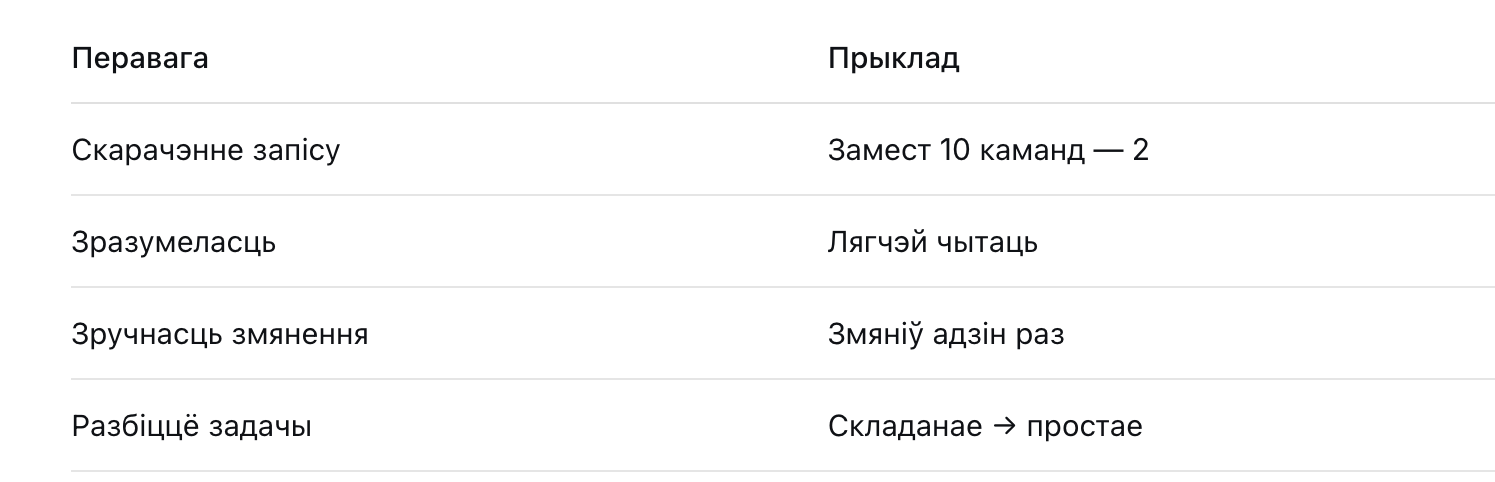 Перавага Прыклад
Скарачэнне запісу Замест 10 каманд — 2
Зразумеласць Лягчэй чытаць
Зручнасць змянення Змяніў адзін раз
Разбіццё задачы Складанае → простае